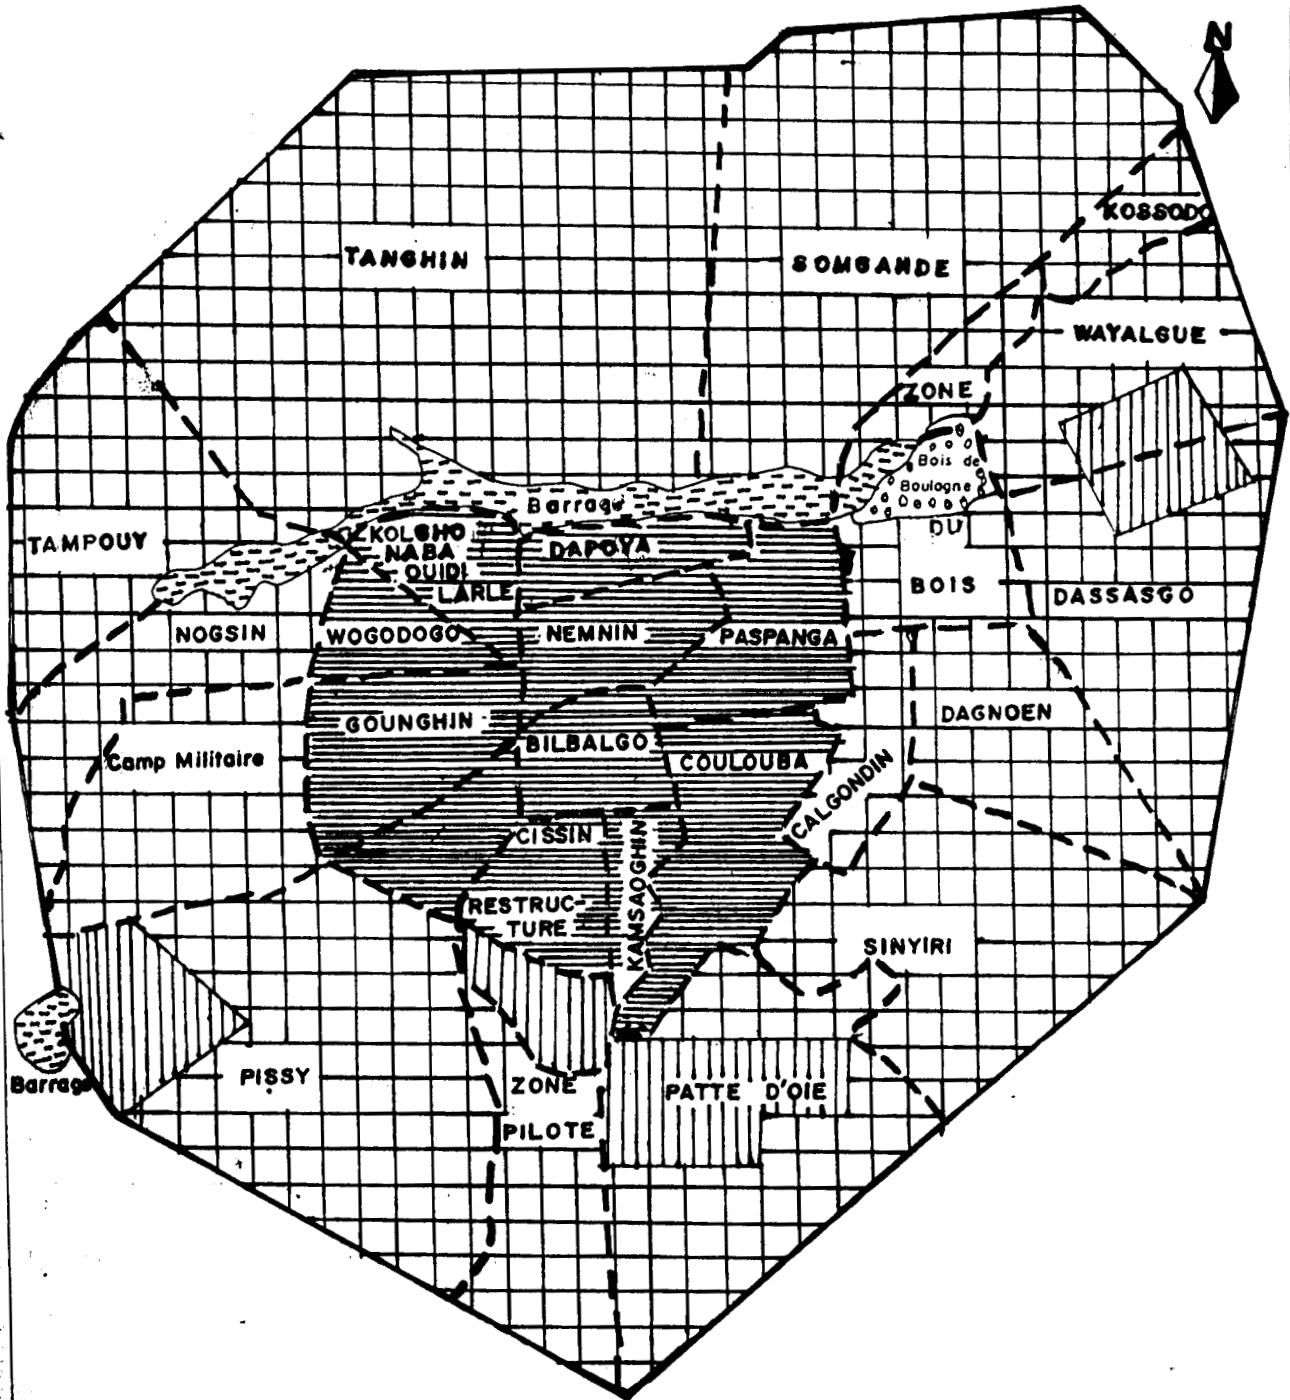 N
KOSSODO
TANGHIN
SOMGANDE
WAYALGUE
ZONE
Bois de
Boulogne
DU
BOIS
Barrage
KOLGHO
NABA
OUIDI
LARLE
DAPOYA
TAMPOUY
DASSASGO
NOGSIN
WOGODOGO
NEMNIN
PASPANGA
GOUNGHIN
BILBALGO
DAGNOEN
Camp Militaire
COULOUBA
CALGONDIN
CISSIN
KAMSAOGHIN
RESTRUC-
TURE
SINYIRI
Barrage
PISSY
ZONE
PILOTE
PATTE D'OIE